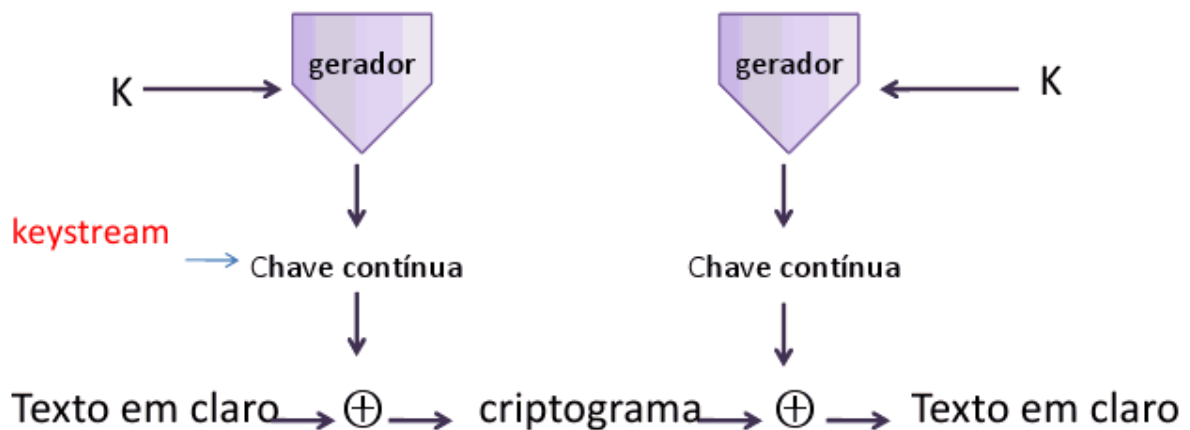 gerador
gerador
K
K
keystream
Chave contínua
Chave contínua
Texto em claro ⊕ criptograma ⊕ Texto em claro